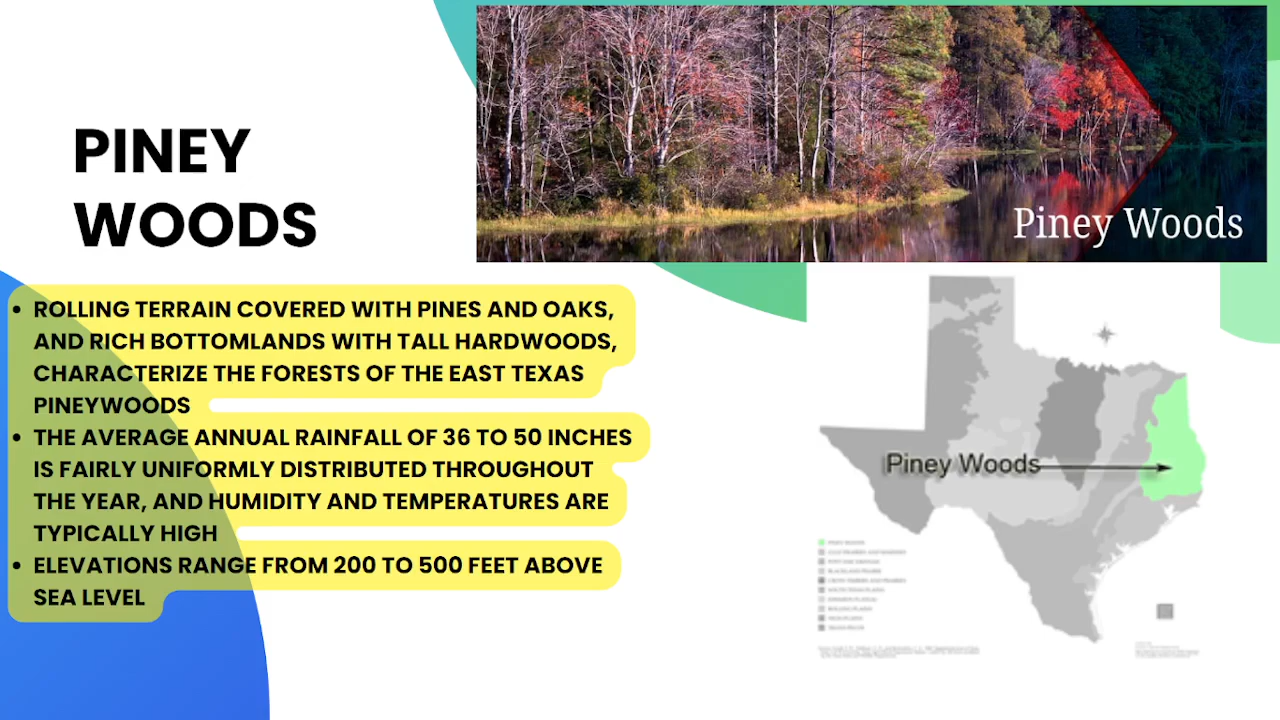 PINEY
WOODS
Piney Woods
• ROLLING TERRAIN COVERED WITH PINES AND OAKS,
AND RICH BOTTOMLANDS WITH TALL HARDWOODS,
CHARACTERIZE THE FORESTS OF THE EAST TEXAS
PINEYWOODS
• THE AVERAGE ANNUAL RAINFALL OF 36 TO 50 INCHES
IS FAIRLY UNIFORMLY DISTRIBUTED THROUGHOUT
THE YEAR, AND HUMIDITY AND TEMPERATURES ARE
TYPICALLY HIGH
• ELEVATIONS RANGE FROM 200 TO 500 FEET ABOVE
SEA LEVEL
Piney Woods